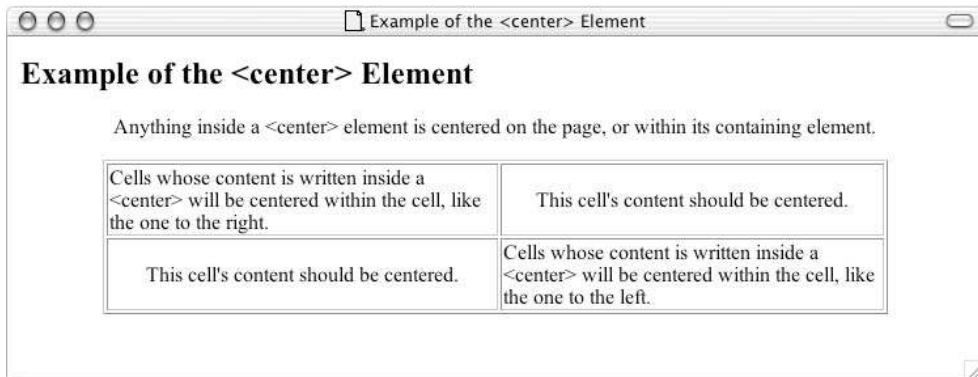 Example of the <center> Element
Example of the <center> Element
Anything inside a <center> element is centered on the page, or within its containing element.
Cells whose content is written inside a
<center> will be centered within the cell, like
the one to the right.
This cell's content should be centered.
This cell's content should be centered.
Cells whose content is written inside a
<center> will be centered within the cell, like
the one to the left.